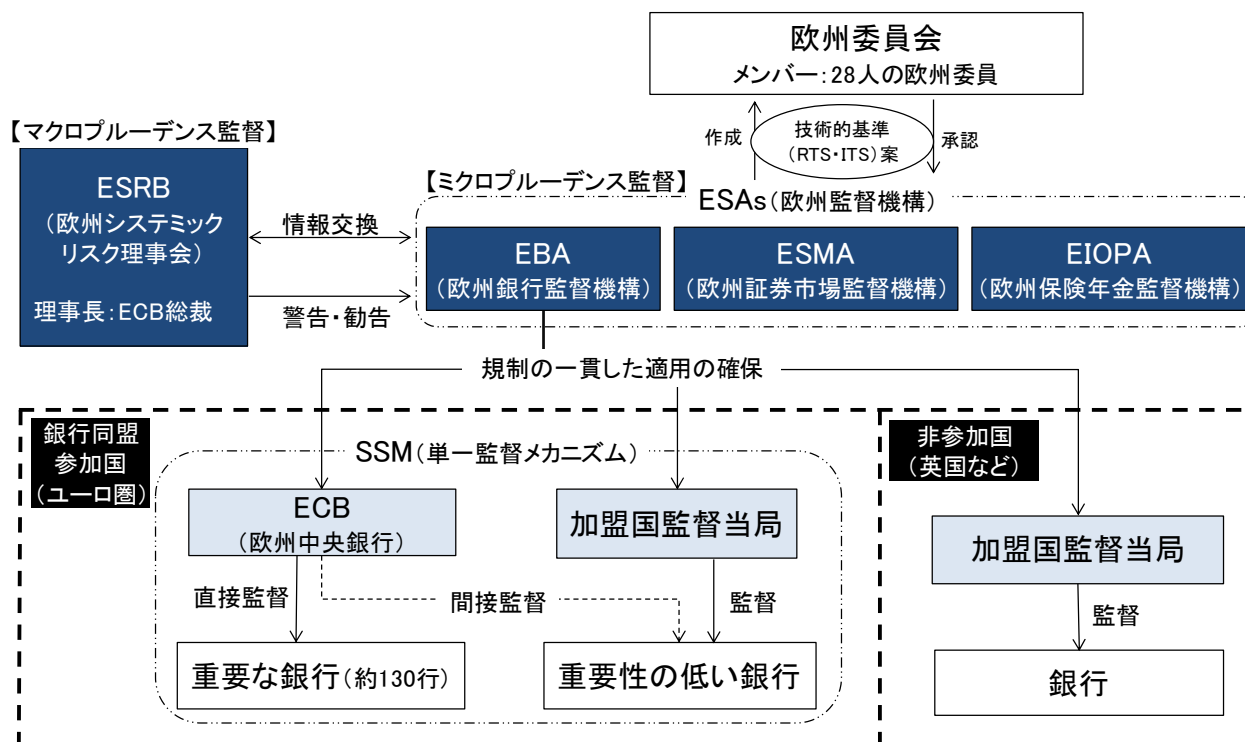 欧州委員会
メンバー：28人の欧州委員
作成
技術的基準
（RTS・ITS）案
承認
【マクロプルーデンス監督】
ESRB
（欧州システミック
リスク理事会）
理事長：ECB総裁
情報交換
警告・勧告
【ミクロプルーデンス監督】
ESAs（欧州監督機構）
EBA
（欧州銀行監督機構）
ESMA
（欧州証券市場監督機構）
EIOPA
（欧州保険年金監督機構）
規制の一貫した適用の確保
銀行同盟
参加国
（ユーロ圏）
SSM（単一監督メカニズム）
ECB
（欧州中央銀行）
加盟国監督当局
直接監督
間接監督
監督
重要な銀行（約130行）
重要性の低い銀行
非参加国
（英国など）
加盟国監督当局
監督
銀行